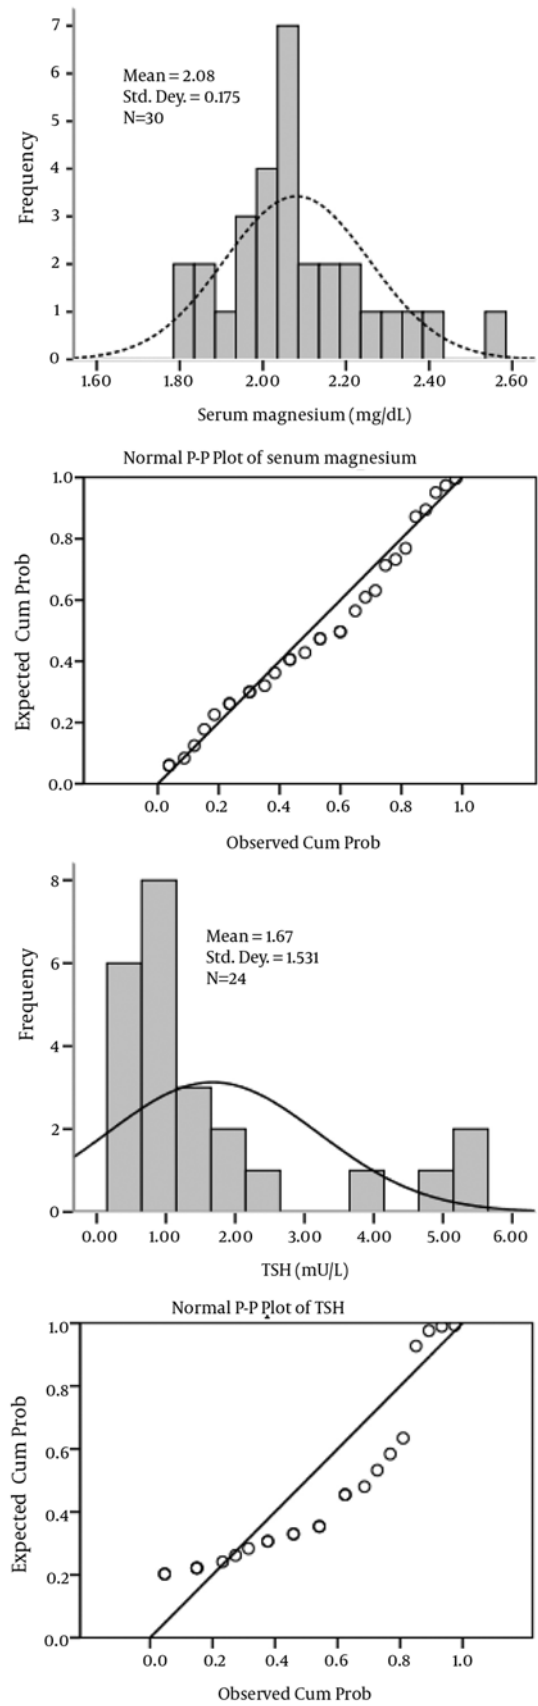 7
6
5
4
3
2
1
0
Frequency
Mean = 2.08
Std. Dey. = 0.175
N=30
1.60 1.80 2.00 2.20 2.40 2.60
Serum magnesium (mg/dL)
Normal P-P Plot of senum magnesium
1.0
0.8
0.6
0.4
0.2
0.0
Expected Cum Prob
0.0 0.2 0.4 0.6 0.8 1.0
Observed Cum Prob
8
6
4
2
0
Frequency
Mean = 1.67
Std. Dey. = 1.531
N=24
0.00 1.00 2.00 3.00 4.00 5.00 6.00
TSH (mU/L)
Normal P-P Plot of TSH
1.0
0.8
0.6
0.4
0.2
0.0
Expected Cum Prob
0.0 0.2 0.4 0.6 0.8 1.0
Observed Cum Prob